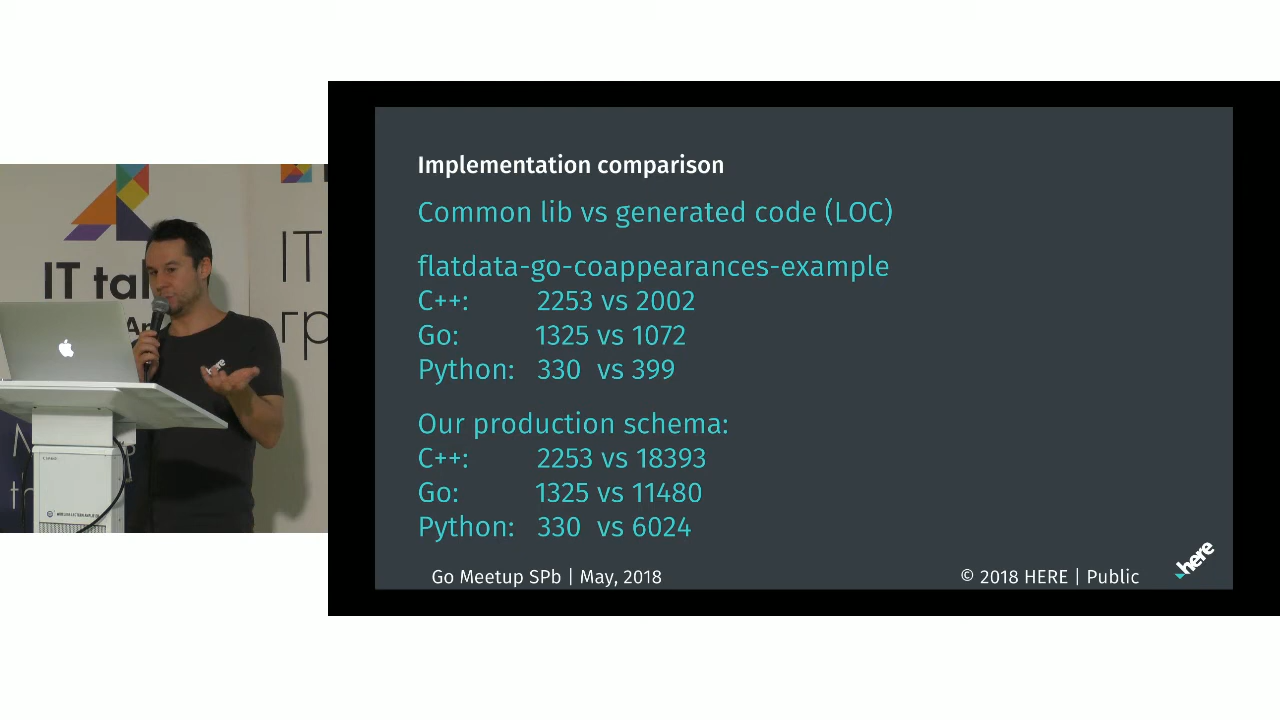 Implementation comparison
Common lib vs generated code (LOC)
flatdata-go-coappearances-example
C++: 2253 vs 2002
Go: 1325 vs 1072
Python: 330 vs 399
Our production schema:
C++: 2253 vs 18393
Go: 1325 vs 11480
Python: 330 vs 6024
Go Meetup SPb | May, 2018
© 2018 HERE | Public
here
IT tal
IT
гр